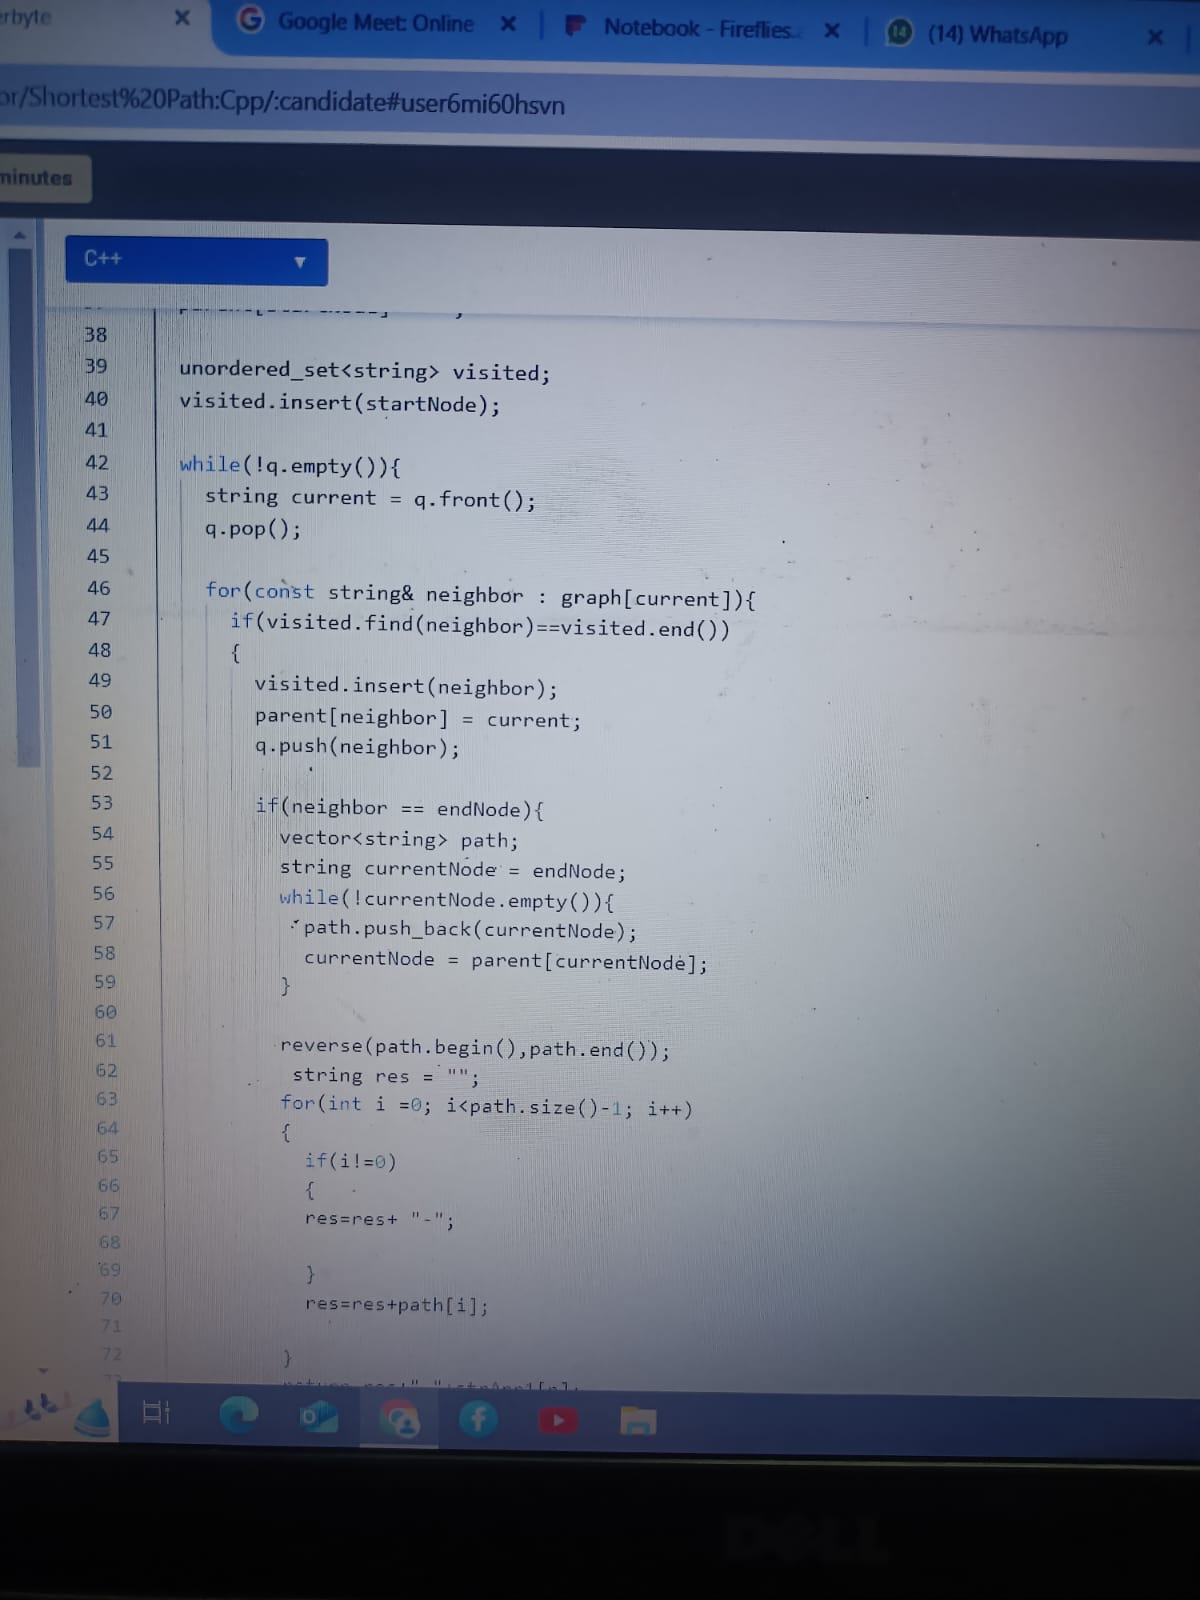 erbyte
Google Meet: Online
Notebook - Fireflies.
(14) WhatsApp
or/Shortest%20Path:Cpp/:candidate#user6mi60hsvn
minutes
C++
38
39 unordered_set<string> visited;
40 visited.insert(startNode);
41
42 while(!q.empty()){
43 string current = q.front();
44 q.pop();
45
46 for(const string& neighbor : graph[current]){
47 if(visited.find(neighbor)==visited.end())
48 {
49 visited.insert(neighbor);
50 parent[neighbor] = current;
51 q.push(neighbor);
52
53 if(neighbor == endNode){
54 vector<string> path;
55 string currentNode = endNode;
56 while(!currentNode.empty()){
57 path.push_back(currentNode);
58 currentNode = parent[currentNode];
59 }
60
61 reverse(path.begin(),path.end());
62 string res = "";
63 for(int i =0; i<path.size()-1; i++)
64 {
65 if(i!=0)
66 {
67 res=res+ "-";
68
69 }
70 res=res+path[i];
71
72 }
DELL